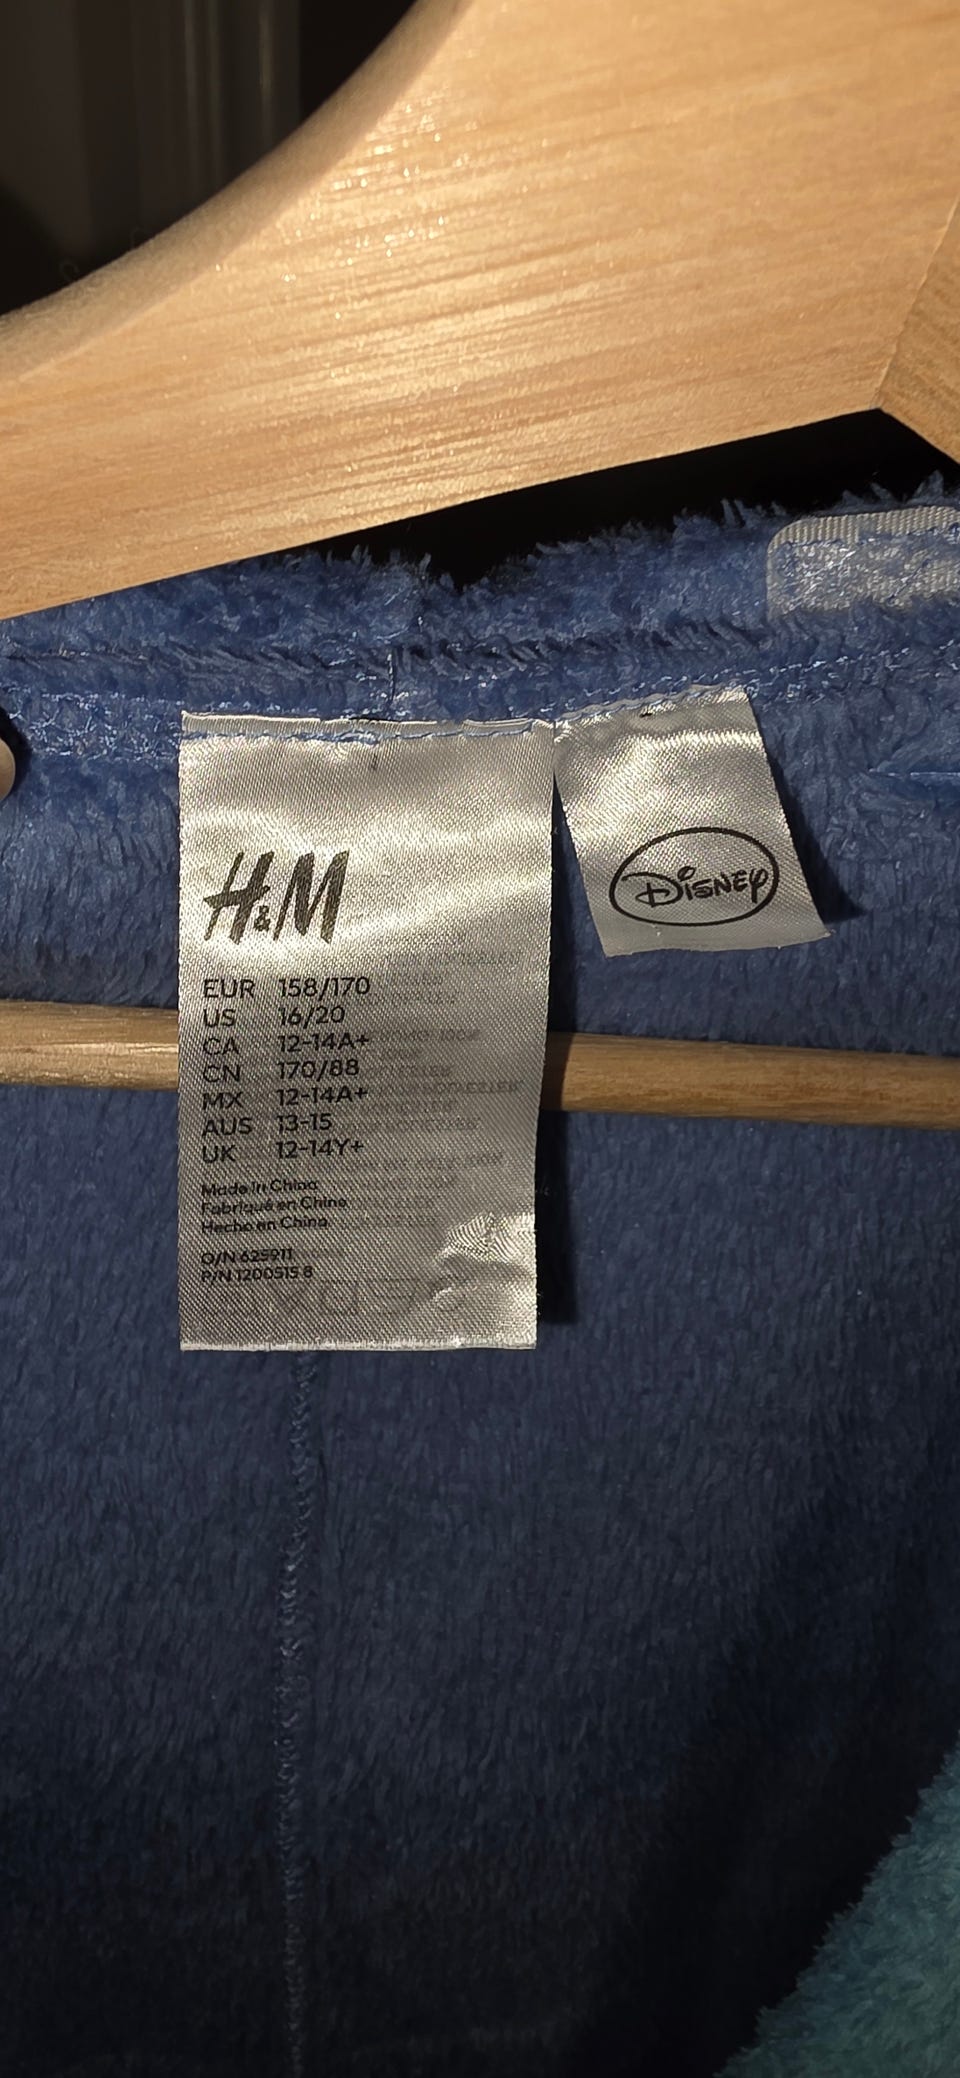 H&M
EUR 158/170
US 16/20
CA 12-14A+
CN 170/88
MX 12-14A+
AUS 13-15
UK 12-14Y+
Made in China
Fabriqué en Chine
Hecho en China
O/N 625911
P/N 1200515 8
Disney